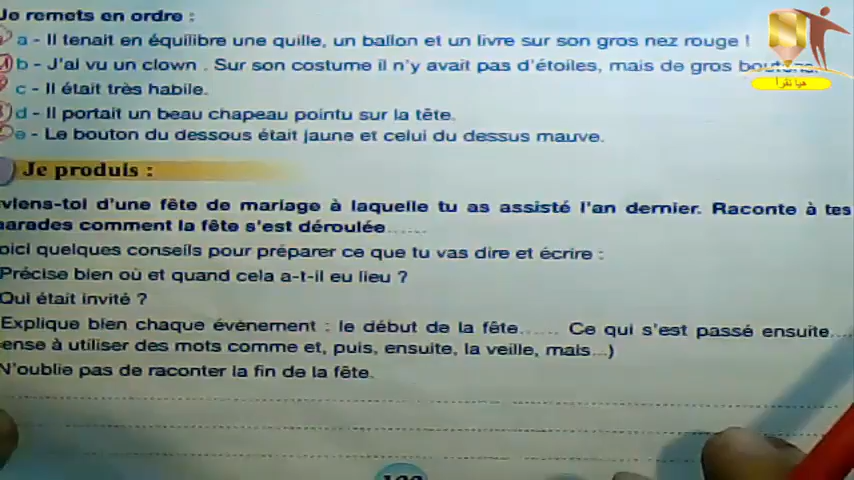 Je remets en ordre :
a - Il tenait en équilibre une quille, un ballon et un livre sur son gros nez rouge !
b - J'ai vu un clown . Sur son costume il n'y avait pas d'étoiles, mais de gros boutons.
c - Il était très habile.
d - Il portait un beau chapeau pointu sur la tête.
e - Le bouton du dessous était jaune et celui du dessus mauve.
هيا نقرأ
Je produis :
viens-toi d'une fête de mariage à laquelle tu as assisté l'an dernier. Raconte à tes
arades comment la fête s'est déroulée......
oici quelques conseils pour préparer ce que tu vas dire et écrire :
Précise bien où et quand cela a-t-il eu lieu ?
Qui était invité ?
Explique bien chaque évènement : le début de la fête...... Ce qui s'est passé ensuite....
ense à utiliser des mots comme et, puis, ensuite, la veille, mais...)
N'oublie pas de raconter la fin de la fête.